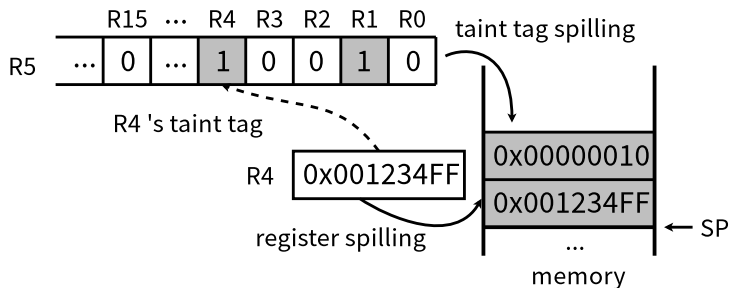 R15 ... R4 R3 R2 R1 R0
taint tag spilling
R5 ... 0 ... 1 0 0 1 0
R4 's taint tag
0x00000010
R4 0x001234FF
0x001234FF
SP
register spilling
...
memory